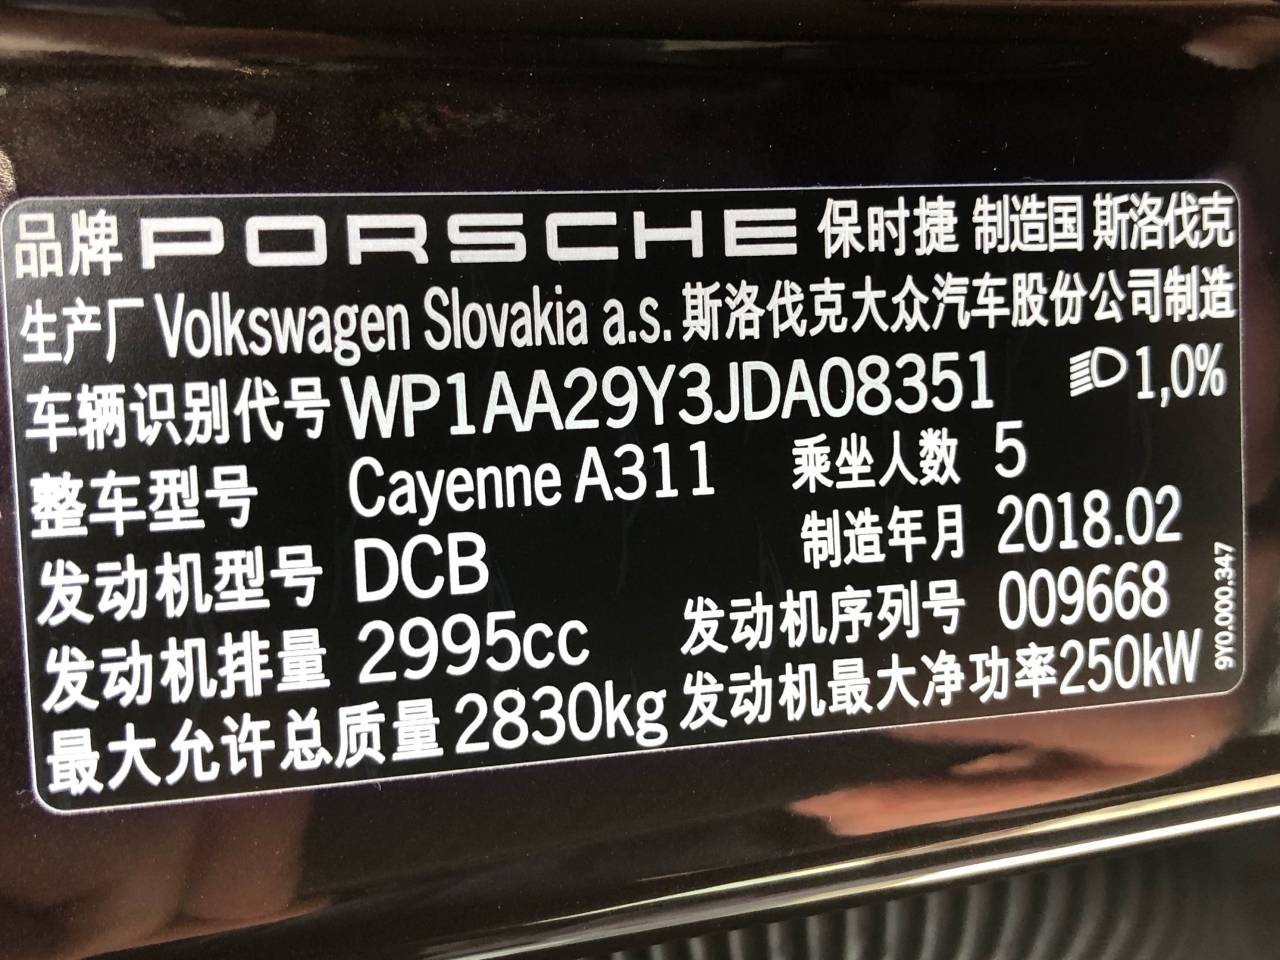 品牌 PORSCHE 保时捷 制造国 斯洛伐克
生产厂 Volkswagen Slovakia a.s. 斯洛伐克大众汽车股份公司制造
车辆识别代号 WP1AA29Y3JDA08351 1,0%
整车型号 Cayenne A311 乘坐人数 5
发动机型号 DCB 制造年月 2018.02
发动机排量 2995cc 发动机序列号 009668
最大允许总质量 2830kg 发动机最大净功率 250kW
9Y0.000.347